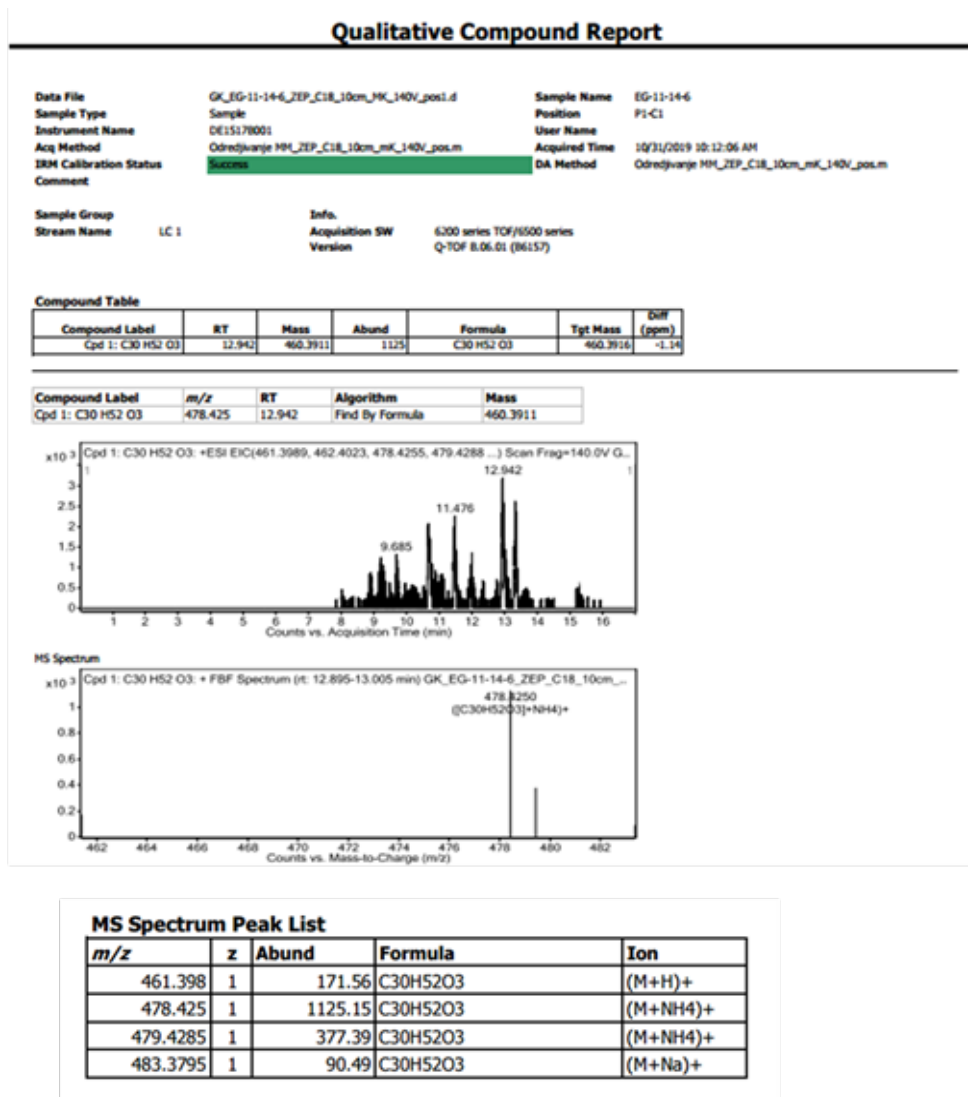 Qualitative Compound Report
Data File GK_EG-11-14-6_ZEP_C18_10cm_MK_140V_pos1.d Sample Name EG-11-14-6
Sample Type Sample Position P1-C1
Instrument Name DE15178001 User Name
Acq Method Odredjivanje MM_ZEP_C18_10cm_mK_140V_pos.m Acquired Time 10/31/2019 10:12:06 AM
IRM Calibration Status Success DA Method Odredjivanje MM_ZEP_C18_10cm_mK_140V_pos.m
Comment
Sample Group Info.
Stream Name LC 1 Acquisition SW 6200 series TOF/6500 series
Version Q-TOF B.06.01 (B6157)
Compound Table
Compound Label RT Mass Abund Formula Tgt Mass Diff (ppm)
Cpd 1: C30 H52 O3 12.942 460.3911 1125 C30 H52 O3 460.3916 -1.14
Compound Label m/z RT Algorithm Mass
Cpd 1: C30 H52 O3 478.425 12.942 Find By Formula 460.3911
x10 3 Cpd 1: C30 H52 O3: +ESI EIC(461.3989, 462.4023, 478.4255, 479.4288 ...) Scan Frag=140.0V G...
1 1
12.942
11.476
9.685
3
2.5
2
1.5
1
0.5
0
1 2 3 4 5 6 7 8 9 10 11 12 13 14 15 16
Counts vs. Acquisition Time (min)
MS Spectrum
x10 3 Cpd 1: C30 H52 O3: + FBF Spectrum (rt: 12.895-13.005 min) GK_EG-11-14-6_ZEP_C18_10cm_...
478.4250
([C30H52O3]+NH4)+
1
0.8
0.6
0.4
0.2
0
462 464 466 468 470 472 474 476 478 480 482
Counts vs. Mass-to-Charge (m/z)
MS Spectrum Peak List
m/z z Abund Formula Ion
461.398 1 171.56 C30H52O3 (M+H)+
478.425 1 1125.15 C30H52O3 (M+NH4)+
479.4285 1 377.39 C30H52O3 (M+NH4)+
483.3795 1 90.49 C30H52O3 (M+Na)+